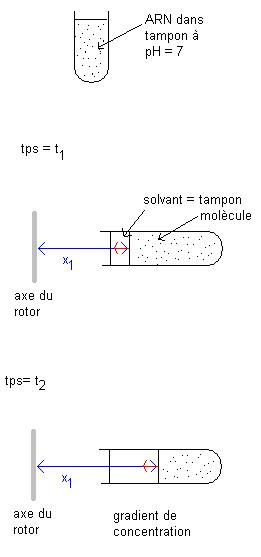 ARN dans
tampon à
pH = 7
tps = t1
solvant = tampon
molècule
x1
axe du
rotor
tps= t2
x1
axe du
rotor
gradient de
concentration